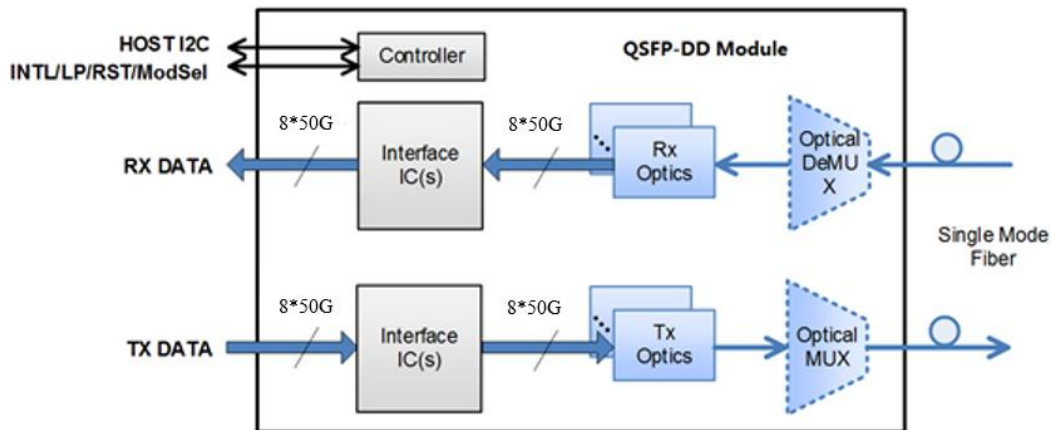 HOST I2C
INTL/LP/RST/ModSel
Controller
QSFP-DD Module
8*50G
8*50G
RX DATA
Interface
IC(s)
Rx
Optics
Optical
DeMU
X
Single Mode
Fiber
8*50G
8*50G
TX DATA
Interface
IC(s)
Tx
Optics
Optical
MUX